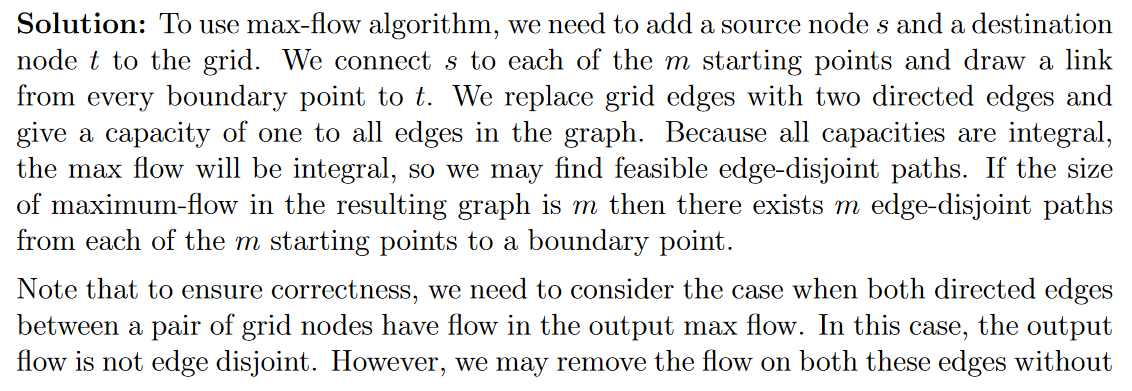 Solution: To use max-flow algorithm, we need to add a source node s and a destination
node t to the grid. We connect s to each of the m starting points and draw a link
from every boundary point to t. We replace grid edges with two directed edges and
give a capacity of one to all edges in the graph. Because all capacities are integral,
the max flow will be integral, so we may find feasible edge-disjoint paths. If the size
of maximum-flow in the resulting graph is m then there exists m edge-disjoint paths
from each of the m starting points to a boundary point.
Note that to ensure correctness, we need to consider the case when both directed edges
between a pair of grid nodes have flow in the output max flow. In this case, the output
flow is not edge disjoint. However, we may remove the flow on both these edges without